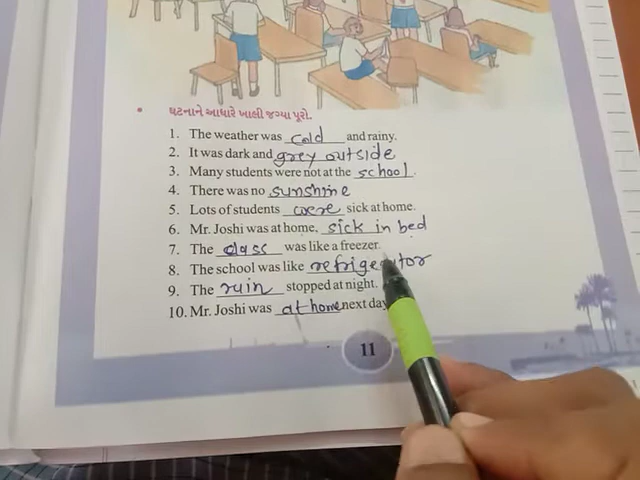 • ઘટનાને આધારે ખાલી જગ્યા પૂરો.
1. The weather was cold and rainy.
2. It was dark and grey outside
3. Many students were not at the school.
4. There was no sunshine
5. Lots of students were sick at home.
6. Mr. Joshi was at home, sick in bed
7. The class was like a freezer.
8. The school was like refrigerator
9. The rain stopped at night.
10. Mr. Joshi was at home next day
11